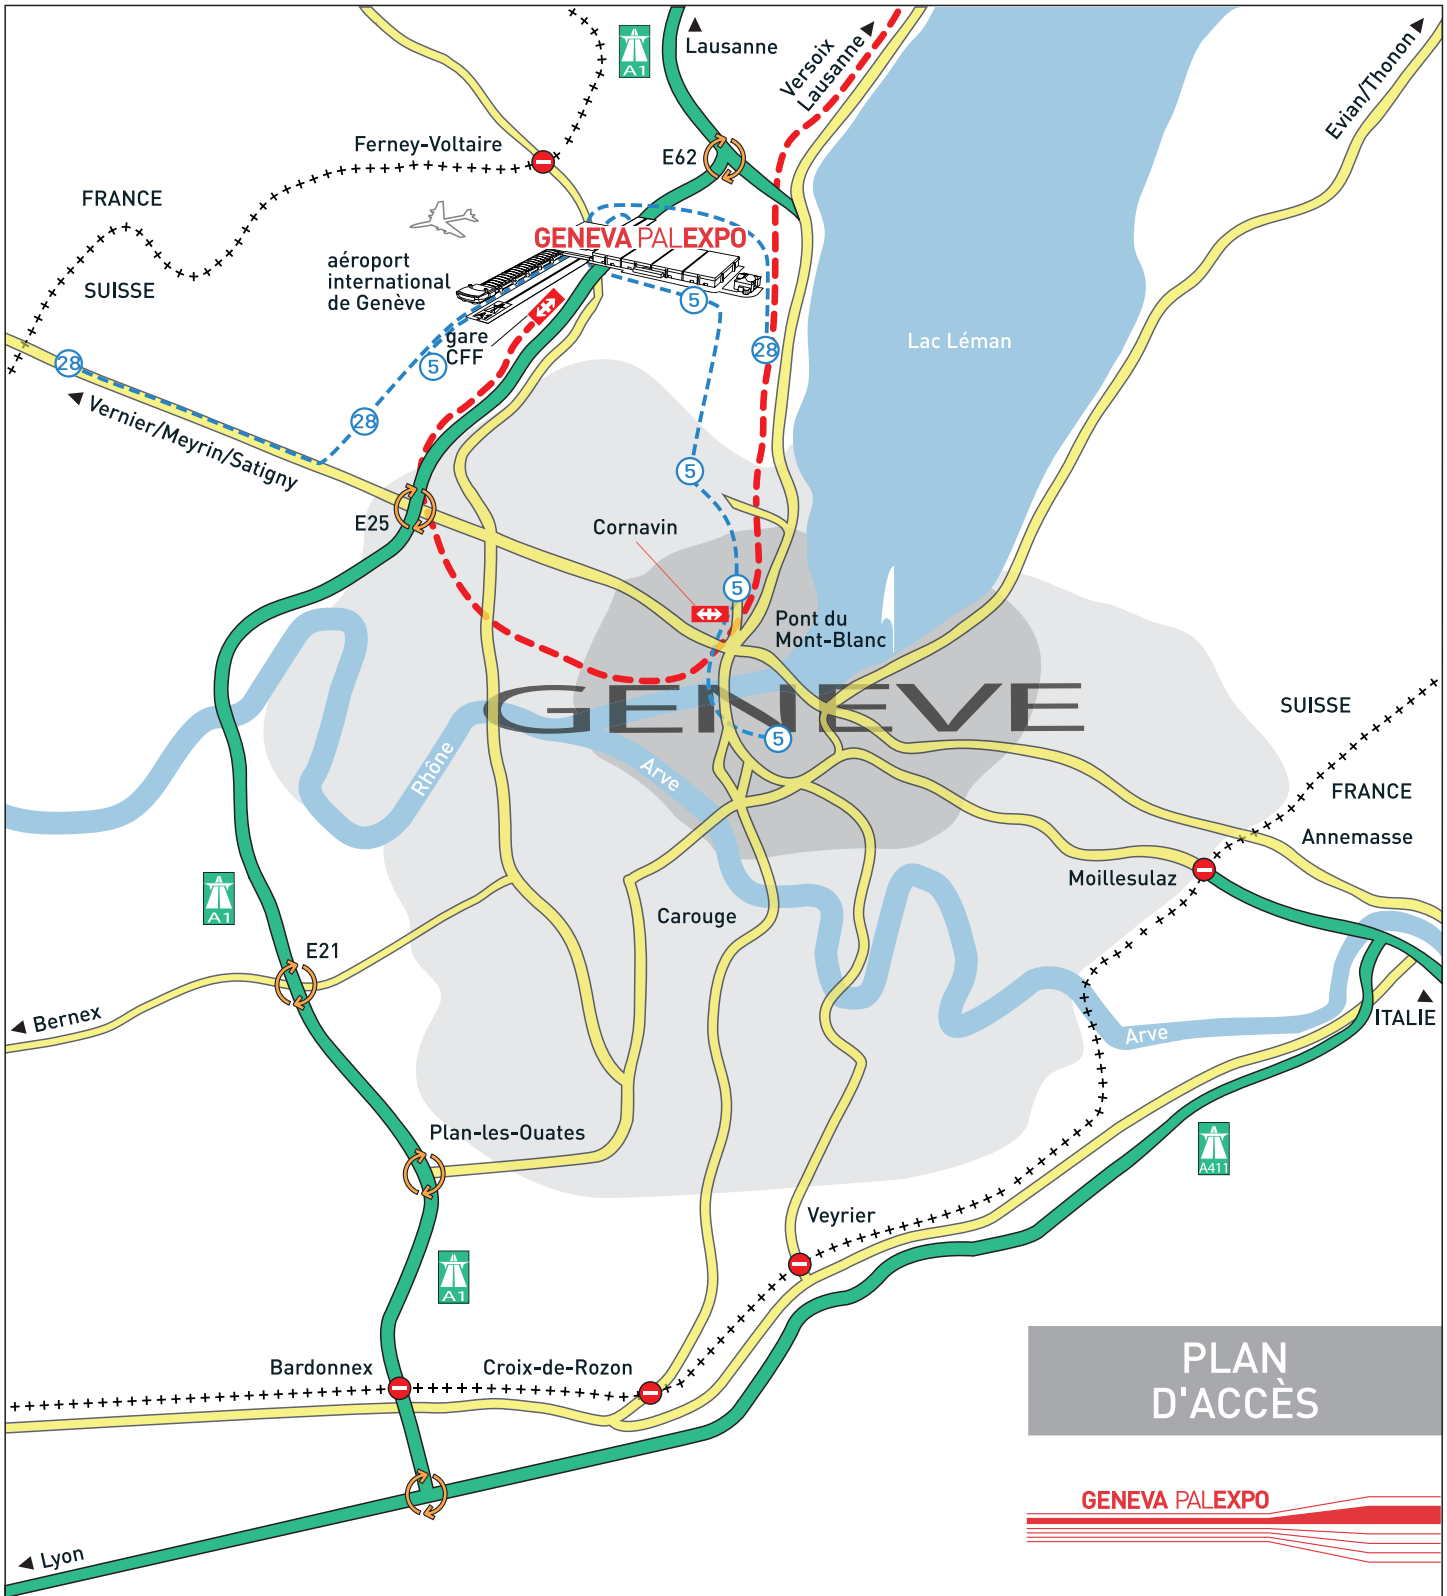 A1
Lausanne
Versoix
Lausanne
Evian/Thonon
Ferney-Voltaire
E62
FRANCE
GENEVA PALEXPO
aéroport
international
de Genève
SUISSE
5
gare
CFF
Lac Léman
28
28
5
28
Vernier/Meyrin/Satigny
5
E25
Cornavin
5
Pont du
Mont-Blanc
GENEVE
SUISSE
5
Rhône
Arve
FRANCE
Annemasse
Moillesulaz
A1
Carouge
E21
Bernex
ITALIE
Arve
Plan-les-Ouates
A411
Veyrier
A1
Bardonnex
Croix-de-Rozon
PLAN
D'ACCÈS
GENEVA PALEXPO
Lyon